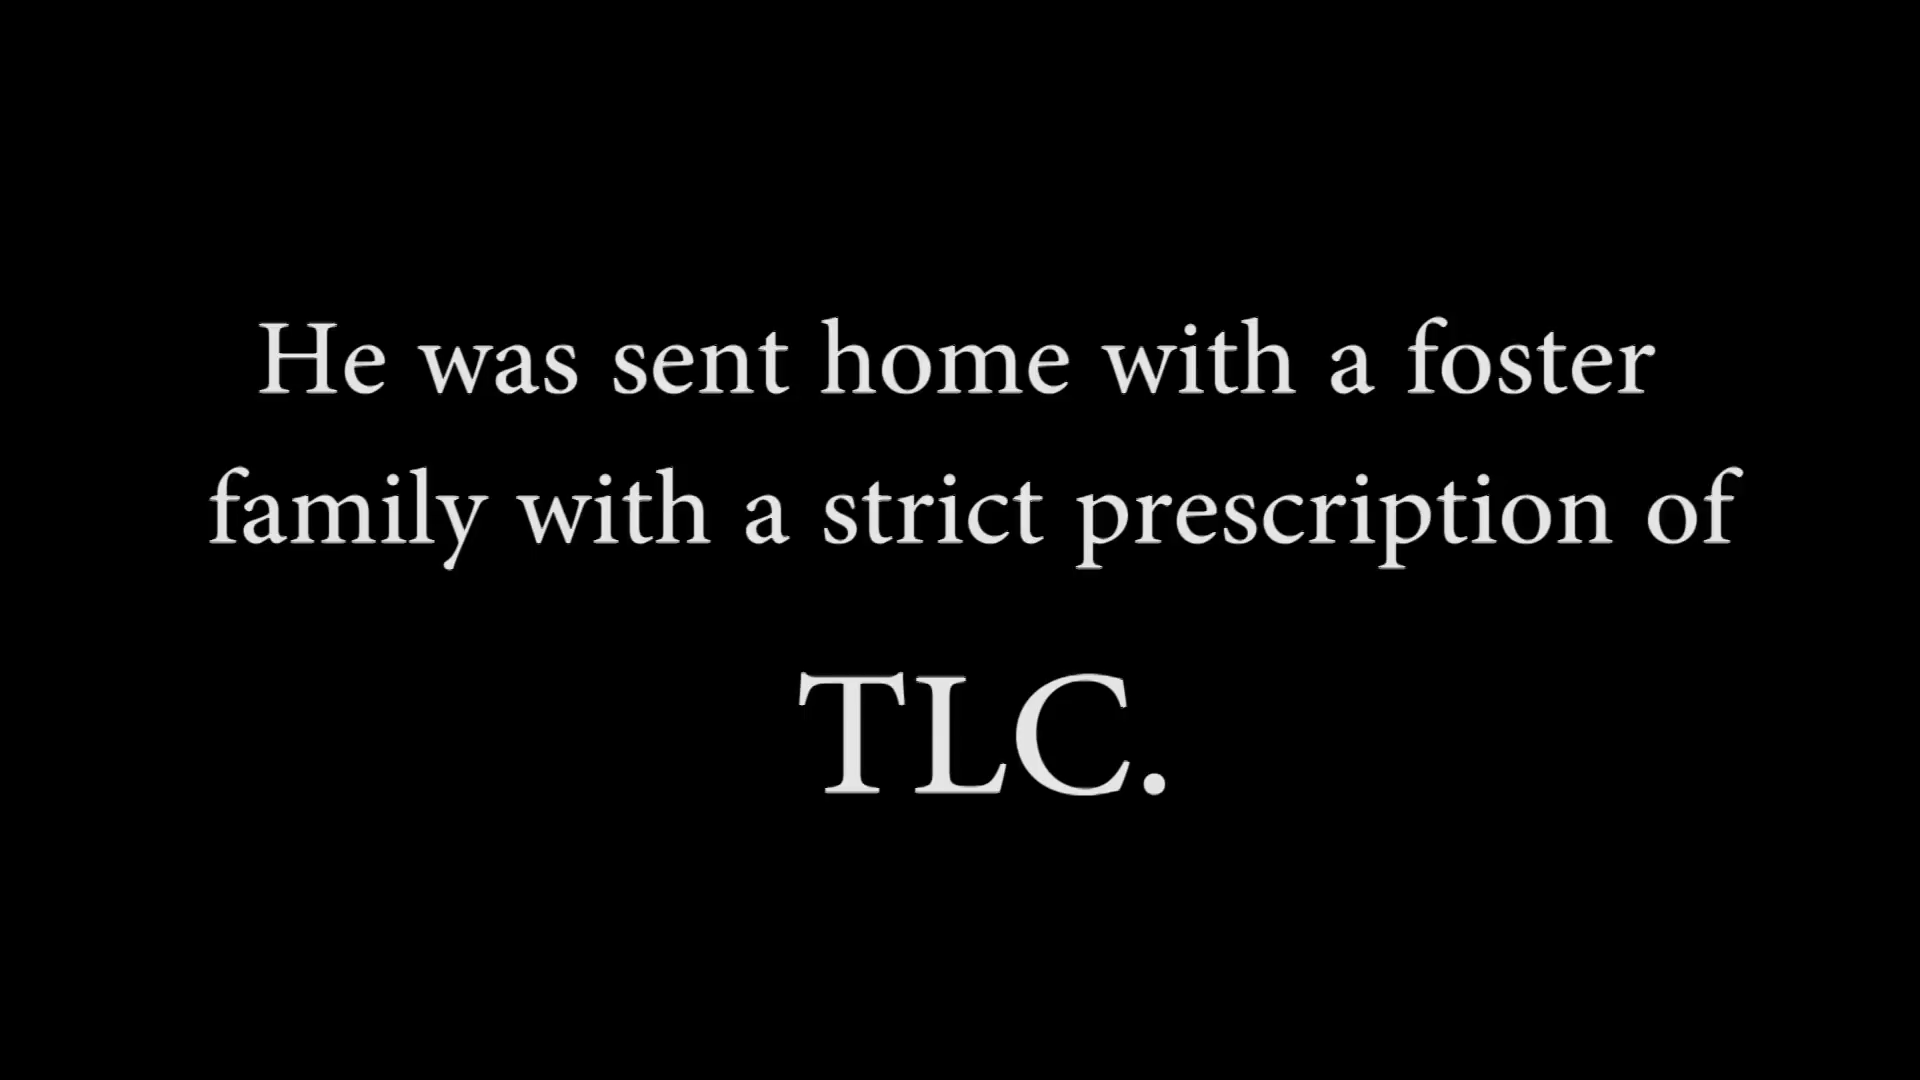 He was sent home with a foster
family with a strict prescription of
TLC.